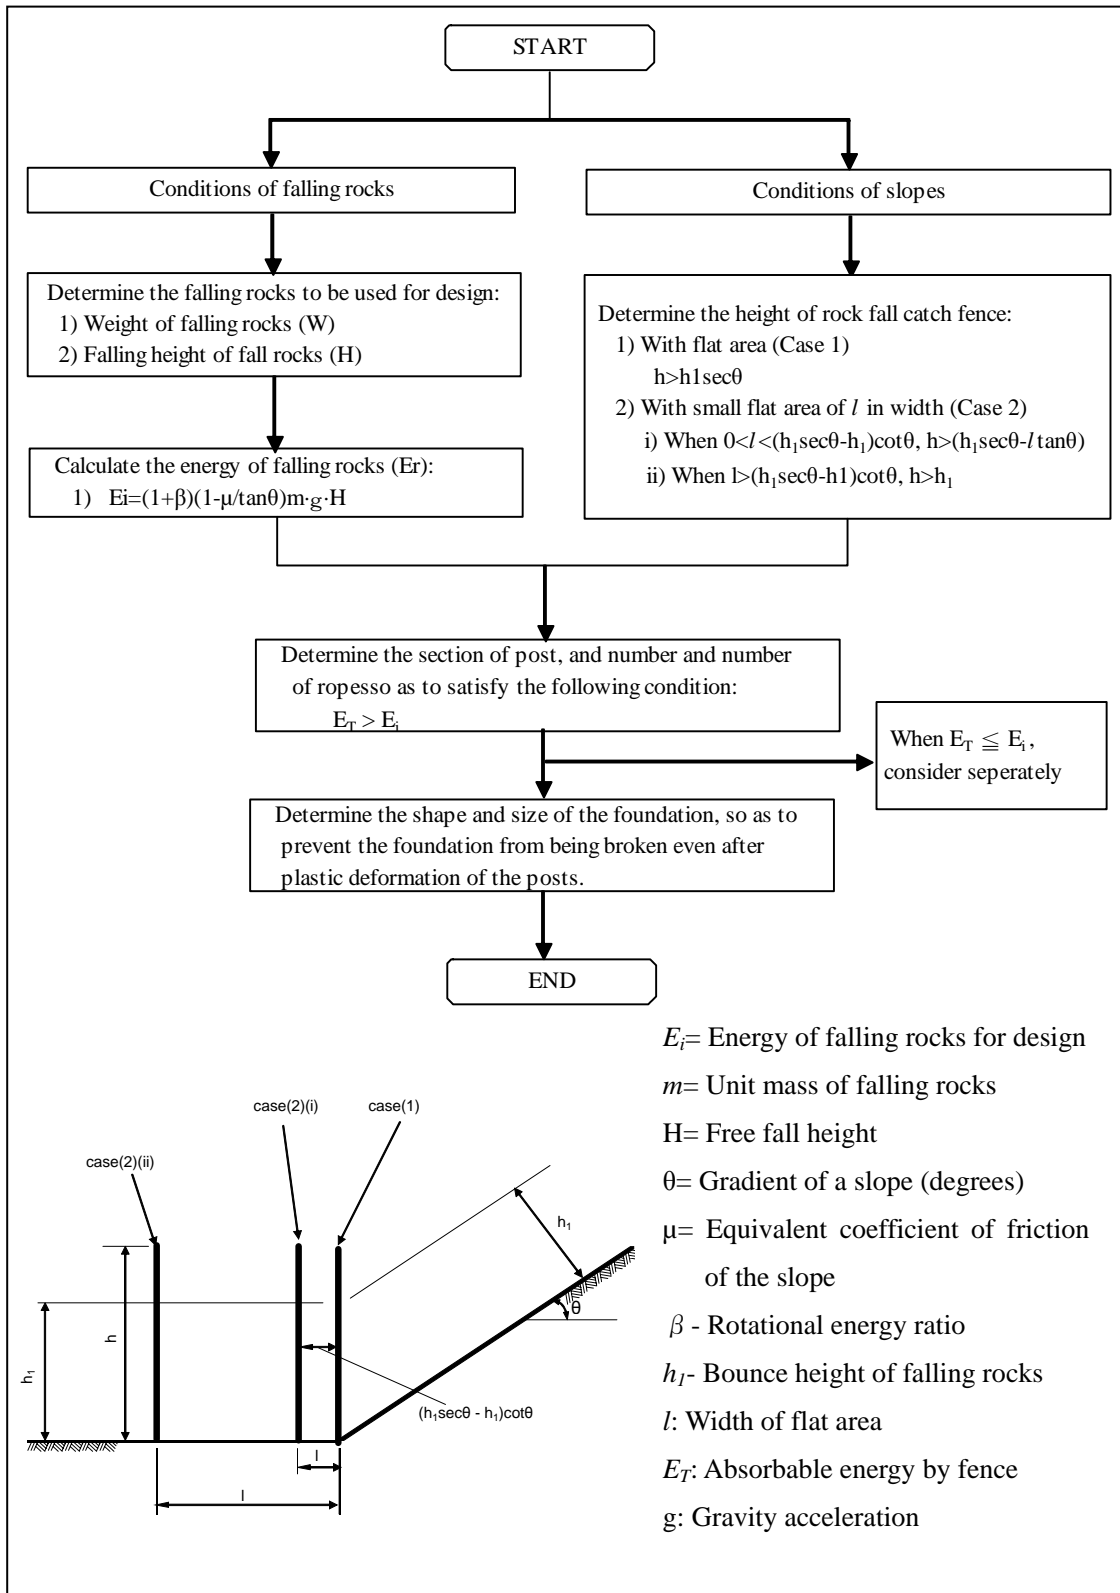 START
Conditions of falling rocks
Conditions of slopes
Determine the falling rocks to be used for design:
1) Weight of falling rocks (W)
2) Falling height of fall rocks (H)
Determine the height of rock fall catch fence:
1) With flat area (Case 1)
h>h1secθ
2) With small flat area of l in width (Case 2)
i) When 0<l<(h₁secθ-h₁)cotθ, h>(h₁secθ-l tanθ)
ii) When l>(h₁secθ-h1)cotθ, h>h₁
Calculate the energy of falling rocks (Er):
1) Ei=(1+β)(1-μ/tanθ)m·g·H
Determine the section of post, and number and number
of ropesso as to satisfy the following condition:
E_T > E_i
When E_T ≦ E_i,
consider seperately
Determine the shape and size of the foundation, so as to
prevent the foundation from being broken even after
plastic deformation of the posts.
END
E_i= Energy of falling rocks for design
m= Unit mass of falling rocks
H= Free fall height
θ= Gradient of a slope (degrees)
μ= Equivalent coefficient of friction
of the slope
β - Rotational energy ratio
h₁- Bounce height of falling rocks
l: Width of flat area
E_T: Absorbable energy by fence
g: Gravity acceleration
case(2)(i)
case(1)
case(2)(ii)
h₁
θ
h
h₁
(h₁secθ - h₁)cotθ
l
l